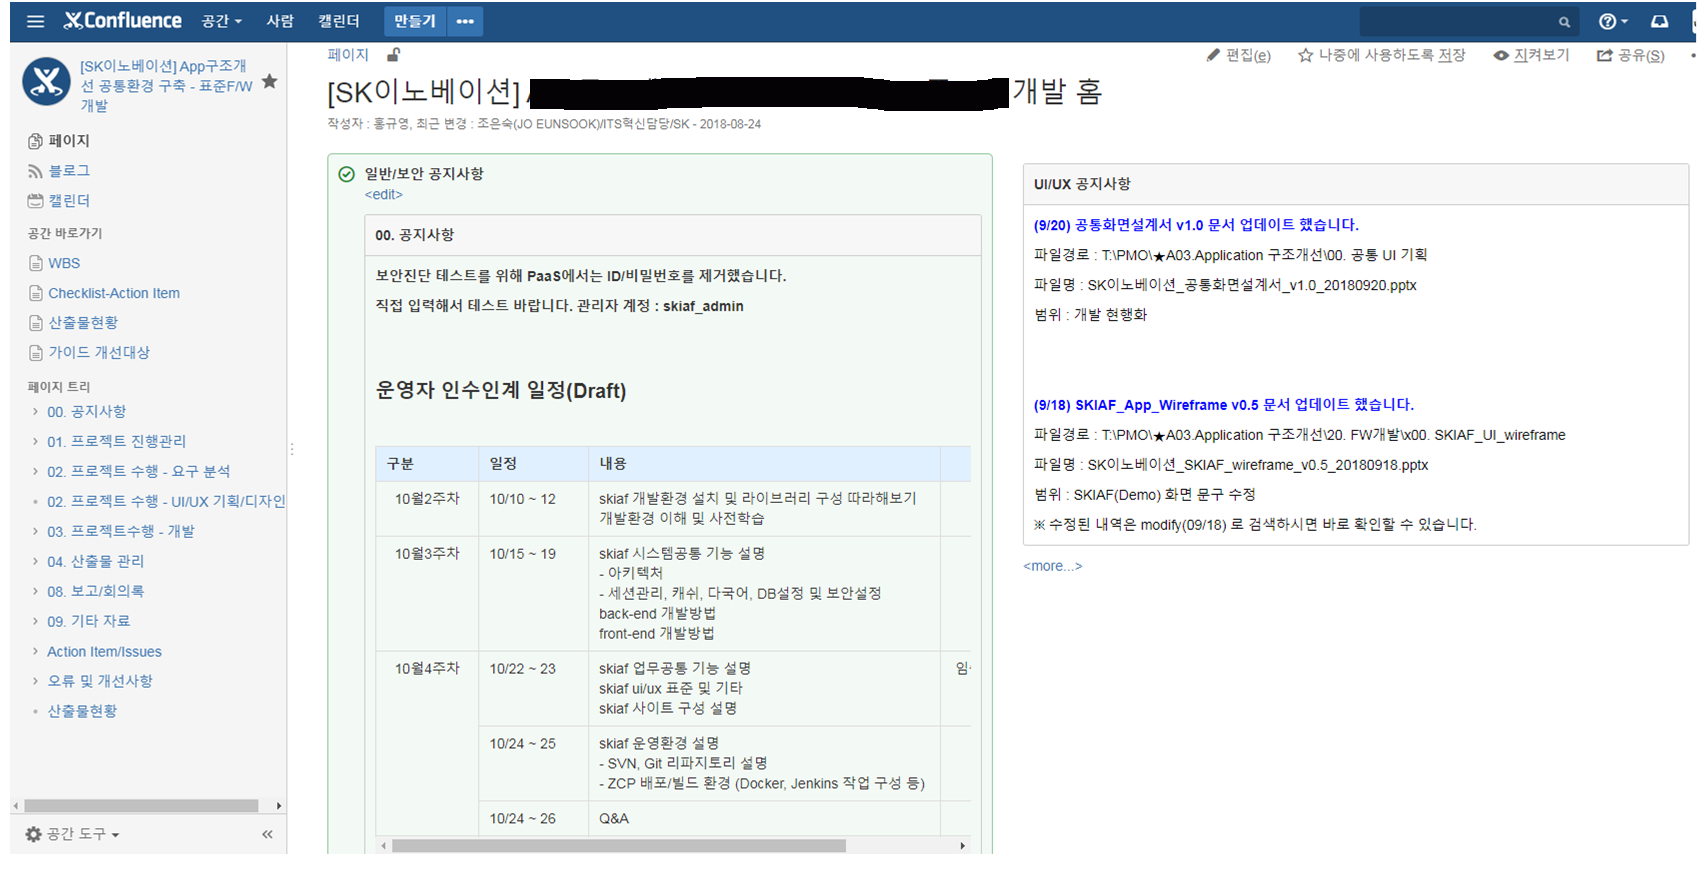 Confluence 공간 사람 캘린더 만들기 •••
[SK이노베이션] App구조개
선 공통환경 구축 - 표준F/W
개발
페이지
블로그
캘린더
공간 바로가기
WBS
Checklist-Action Item
산출물현황
가이드 개선대상
페이지 트리
00. 공지사항
01. 프로젝트 진행관리
02. 프로젝트 수행 - 요구 분석
02. 프로젝트 수행 - UI/UX 기획/디자인
03. 프로젝트수행 - 개발
04. 산출물 관리
08. 보고/회의록
09. 기타 자료
Action Item/Issues
오류 및 개선사항
산출물현황
공간 도구
페이지
편집(e) 나중에 사용하도록 저장 지켜보기 공유(S)
[SK이노베이션] 개발 홈
작성자 : 홍규영, 최근 변경 : 조은숙(JO EUNSOOK)/ITS혁신담당/SK - 2018-08-24
일반/보안 공지사항
<edit>
00. 공지사항
보안진단 테스트를 위해 PaaS에서는 ID/비밀번호를 제거했습니다.
직접 입력해서 테스트 바랍니다. 관리자 계정 : skiaf_admin
운영자 인수인계 일정(Draft)
구분 일정 내용
10월2주차 10/10 ~ 12 skiaf 개발환경 설치 및 라이브러리 구성 따라해보기
개발환경 이해 및 사전학습
10월3주차 10/15 ~ 19 skiaf 시스템공통 기능 설명
- 아키텍처
- 세션관리, 캐쉬, 다국어, DB설정 및 보안설정
back-end 개발방법
front-end 개발방법
10월4주차 10/22 ~ 23 skiaf 업무공통 기능 설명
skiaf ui/ux 표준 및 기타
skiaf 사이트 구성 설명
10/24 ~ 25 skiaf 운영환경 설명
- SVN, Git 리파지토리 설명
- ZCP 배포/빌드 환경 (Docker, Jenkins 작업 구성 등)
10/24 ~ 26 Q&A
UI/UX 공지사항
(9/20) 공통화면설계서 v1.0 문서 업데이트 했습니다.
파일경로 : T:\PMO\★A03.Application 구조개선\00. 공통 UI 기획
파일명 : SK이노베이션_공통화면설계서_v1.0_20180920.pptx
범위 : 개발 현행화
(9/18) SKIAF_App_Wireframe v0.5 문서 업데이트 했습니다.
파일경로 : T:\PMO\★A03.Application 구조개선\20. FW개발\x00. SKIAF_UI_wireframe
파일명 : SK이노베이션_SKIAF_wireframe_v0.5_20180918.pptx
범위 : SKIAF(Demo) 화면 문구 수정
※ 수정된 내역은 modify(09/18) 로 검색하시면 바로 확인할 수 있습니다.
<more...>